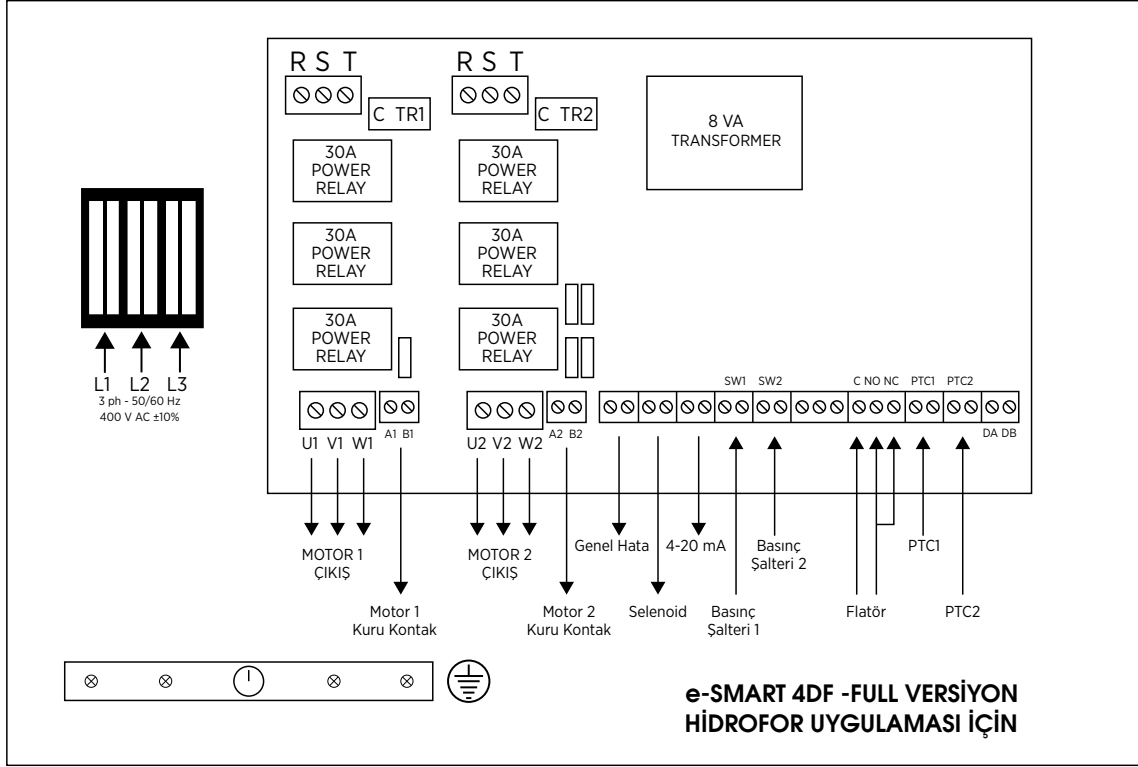 R S T
R S T
C TR1
C TR2
8 VA
TRANSFORMER
30A
POWER
RELAY
30A
POWER
RELAY
30A
POWER
RELAY
30A
POWER
RELAY
30A
POWER
RELAY
30A
POWER
RELAY
L1 L2 L3
3 ph - 50/60 Hz
400 V AC ±10%
SW1 SW2
C NO NC PTC1 PTC2
U1 V1 W1
A1 B1
U2 V2 W2
A2 B2
DA DB
MOTOR 1
ÇIKIŞ
MOTOR 2
ÇIKIŞ
Genel Hata
4-20 mA
Basınç
Şalteri 2
PTC1
Motor 1
Kuru Kontak
Motor 2
Kuru Kontak
Selenoid
Basınç
Şalteri 1
Flatör
PTC2
e-SMART 4DF -FULL VERSİYON
HİDROFOR UYGULAMASI İÇİN